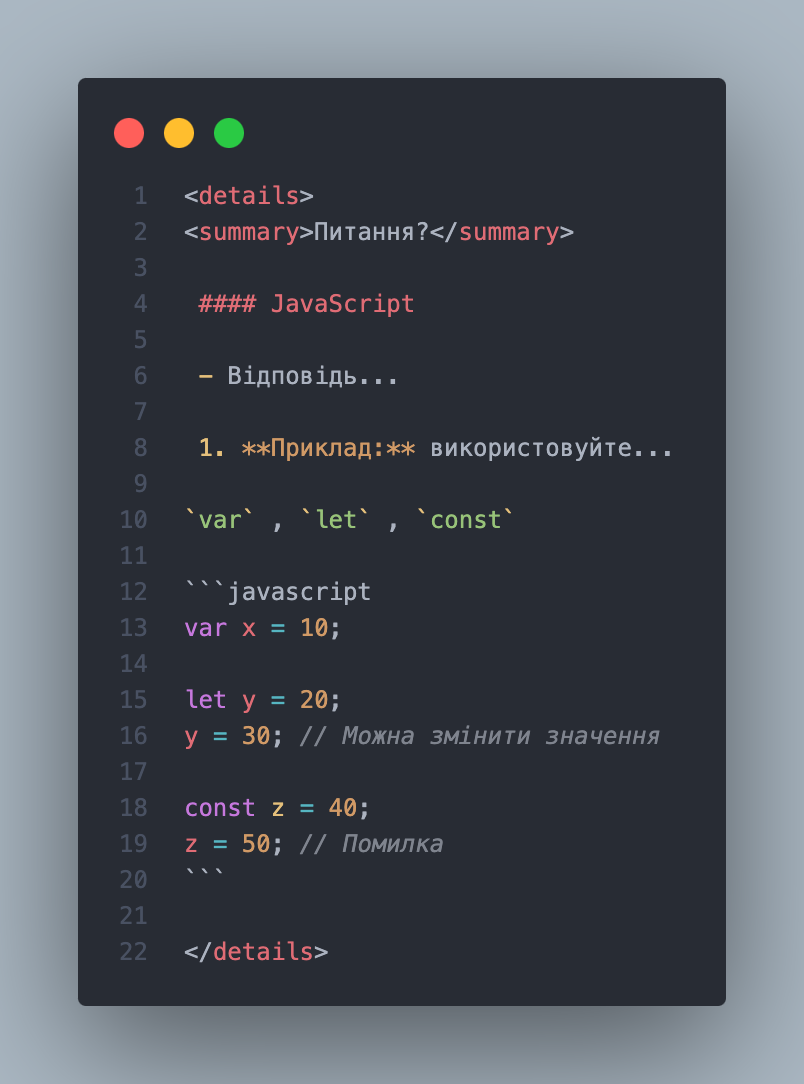 1 <details>
2 <summary>Питання?</summary>
3
4 #### JavaScript
5
6 - Відповідь...
7
8 1. **Приклад:** використовуйте...
9
10 `var` , `let` , `const`
11
12 ```javascript
13 var x = 10;
14
15 let y = 20;
16 y = 30; // Можна змінити значення
17
18 const z = 40;
19 z = 50; // Помилка
20 ```
21
22 </details>